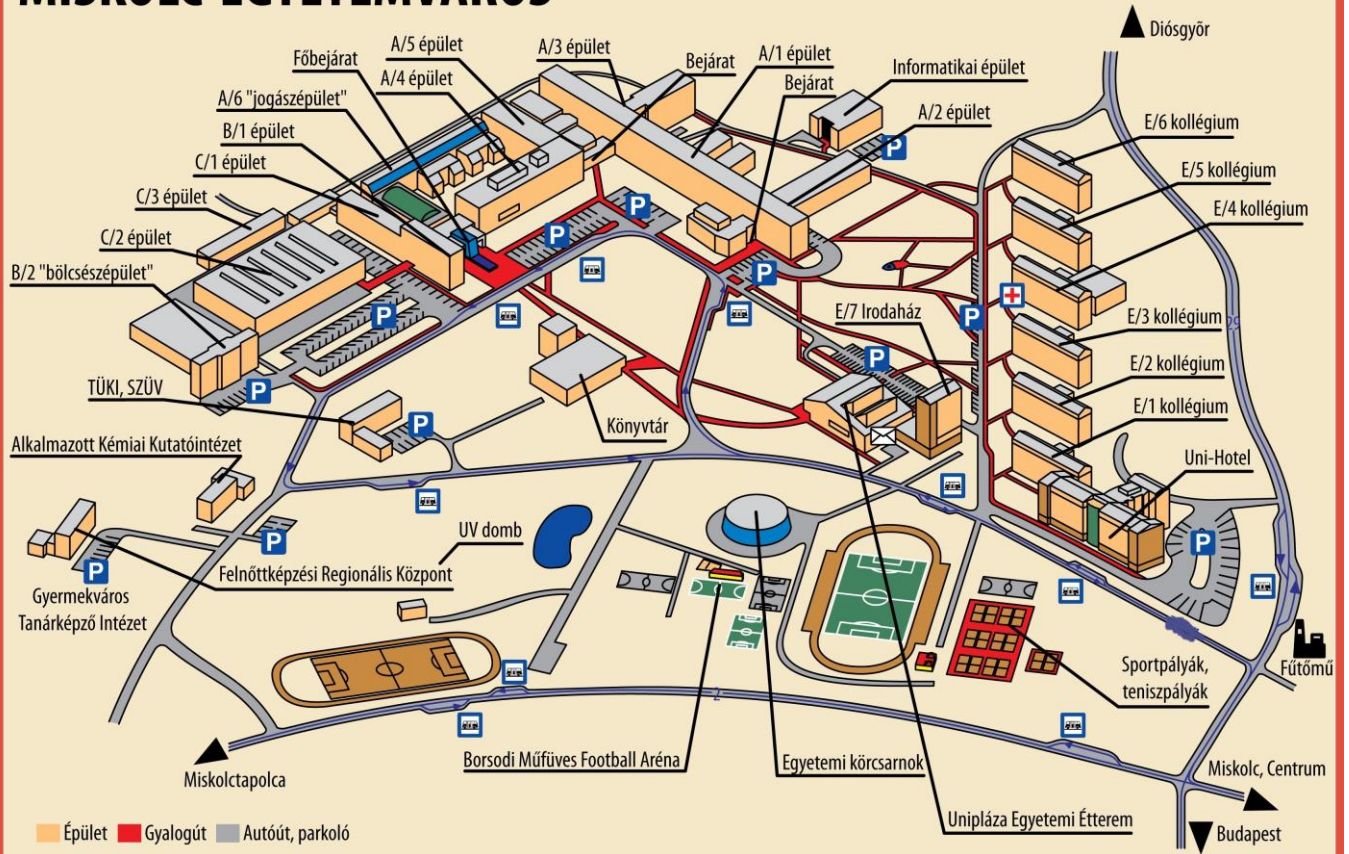 MISKOLC-EGYETEMVÁROS
Diósgyőr
A/5 épület
A/3 épület
A/1 épület
Főbejárat
Bejárat
Informatikai épület
A/4 épület
Bejárat
A/6 "jogászépület"
A/2 épület
E/6 kollégium
B/1 épület
P
C/1 épület
E/5 kollégium
C/3 épület
P
E/4 kollégium
C/2 épület
P
B/2 "bölcsészépület"
P
E/7 Irodaház
P
P
E/3 kollégium
29
P
E/2 kollégium
TÜKI, SZÜV
P
E/1 kollégium
P
Könyvtár
Alkalmazott Kémiai Kutatóintézet
Uni-Hotel
UV domb
P
P
Felnőttképzési Regionális Központ
P
Gyermekváros
Tanárképző Intézet
Sportpályák,
teniszpályák
Fűtőmű
2
Borsodi Műfüves Football Aréna
Egyetemi körcsarnok
Miskolctapolca
Miskolc, Centrum
Unipláza Egyetemi Étterem
Épület
Gyalogút
Autóút, parkoló
Budapest